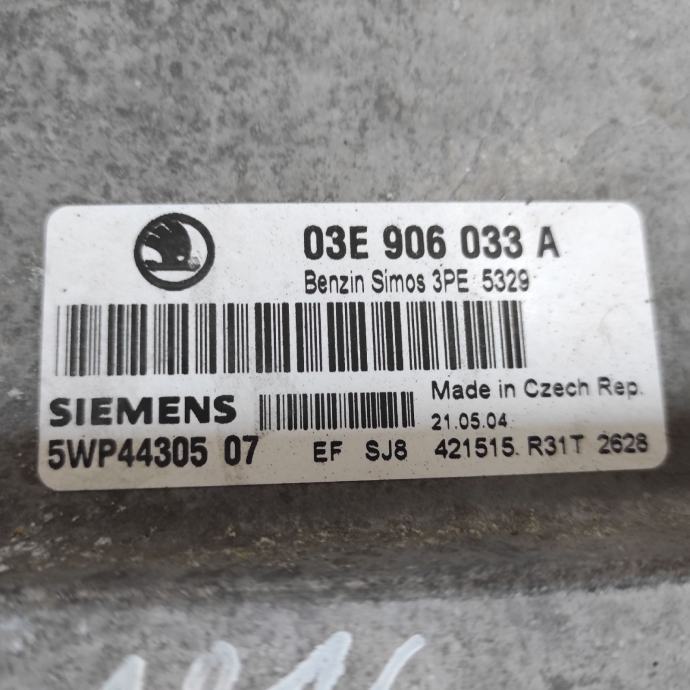 03E 906 033 A
Benzin Simos 3PE 5329
SIEMENS
Made in Czech Rep.
21.05.04
5WP44305 07 EF SJ8 421515 R31T 2628